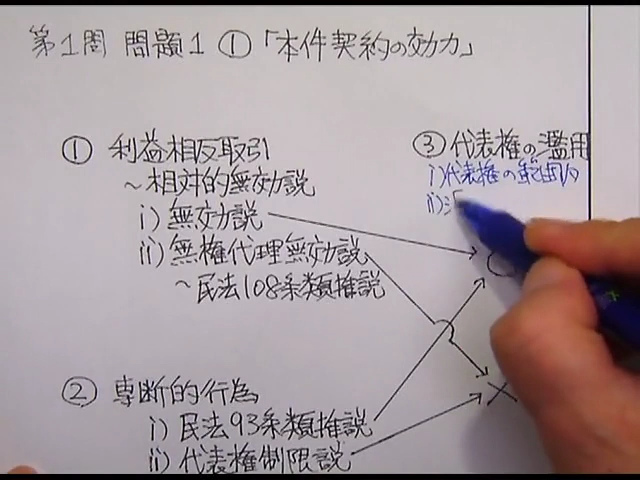 第1問 問題1 ①「本件契約の効力」
① 利益相反取引
~相対的無効説
i) 無効説
ii) 無権代理無効説
~民法108条類推説
② 専断的行為
i) 民法93条類推説
ii) 代表権制限説
③ 代表権の濫用
i) 代表権の範囲内
ii)